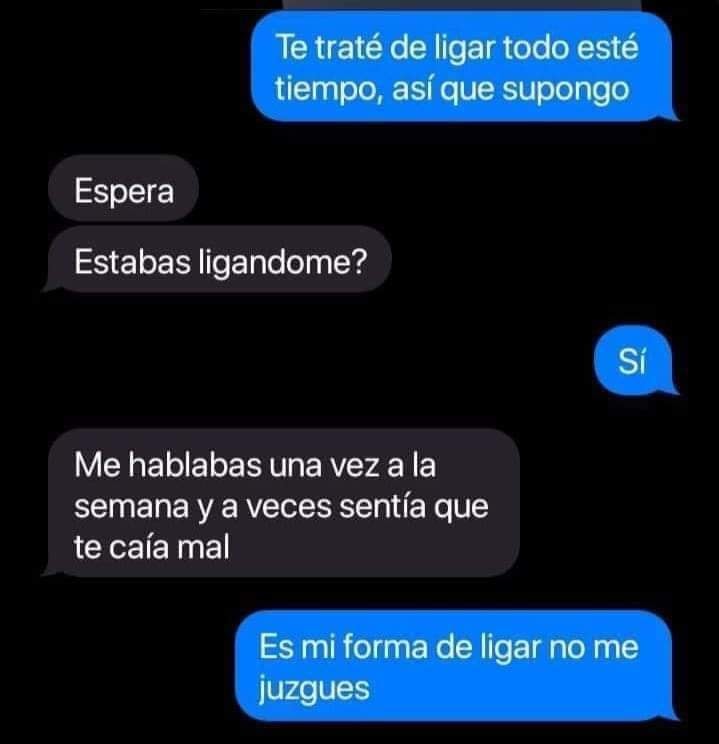 Te traté de ligar todo esté
tiempo, así que supongo
Espera
Estabas ligandome?
Sí
Me hablabas una vez a la
semana y a veces sentía que
te caía mal
Es mi forma de ligar no me
juzgues